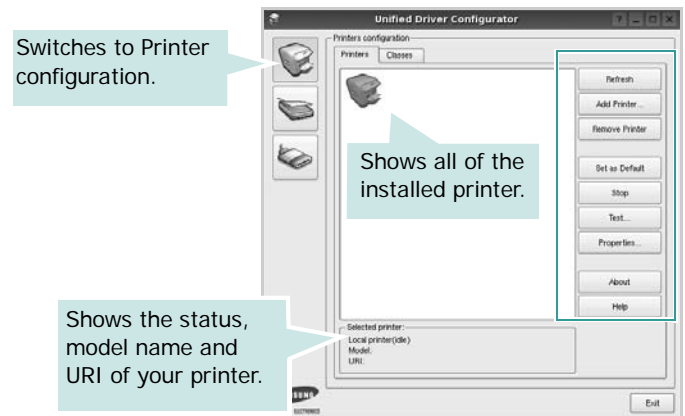 Unified Driver Configurator
Switches to Printer
configuration.
Printers configuration
Printers
Classes
Refresh
Add Printer...
Remove Printer
Shows all of the
installed printer.
Set as Default
Stop
Test...
Properties...
About
Help
Shows the status,
model name and
URI of your printer.
Selected printer:
Local printer(idle)
Model:
URI:
ELECTRONICS
Exit